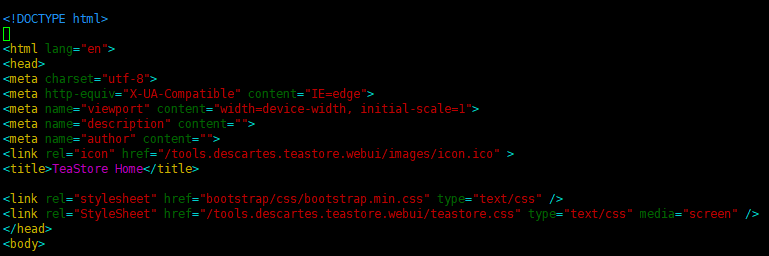 <!DOCTYPE html>
<html lang="en">
<head>
<meta charset="utf-8">
<meta http-equiv="X-UA-Compatible" content="IE=edge">
<meta name="viewport" content="width=device-width, initial-scale=1">
<meta name="description" content="">
<meta name="author" content="">
<link rel="icon" href="/tools.descartes.teastore.webui/images/icon.ico" >
<title>TeaStore Home</title>
<link rel="stylesheet" href="bootstrap/css/bootstrap.min.css" type="text/css" />
<link rel="StyleSheet" href="/tools.descartes.teastore.webui/teastore.css" type="text/css" media="screen" />
</head>
<body>